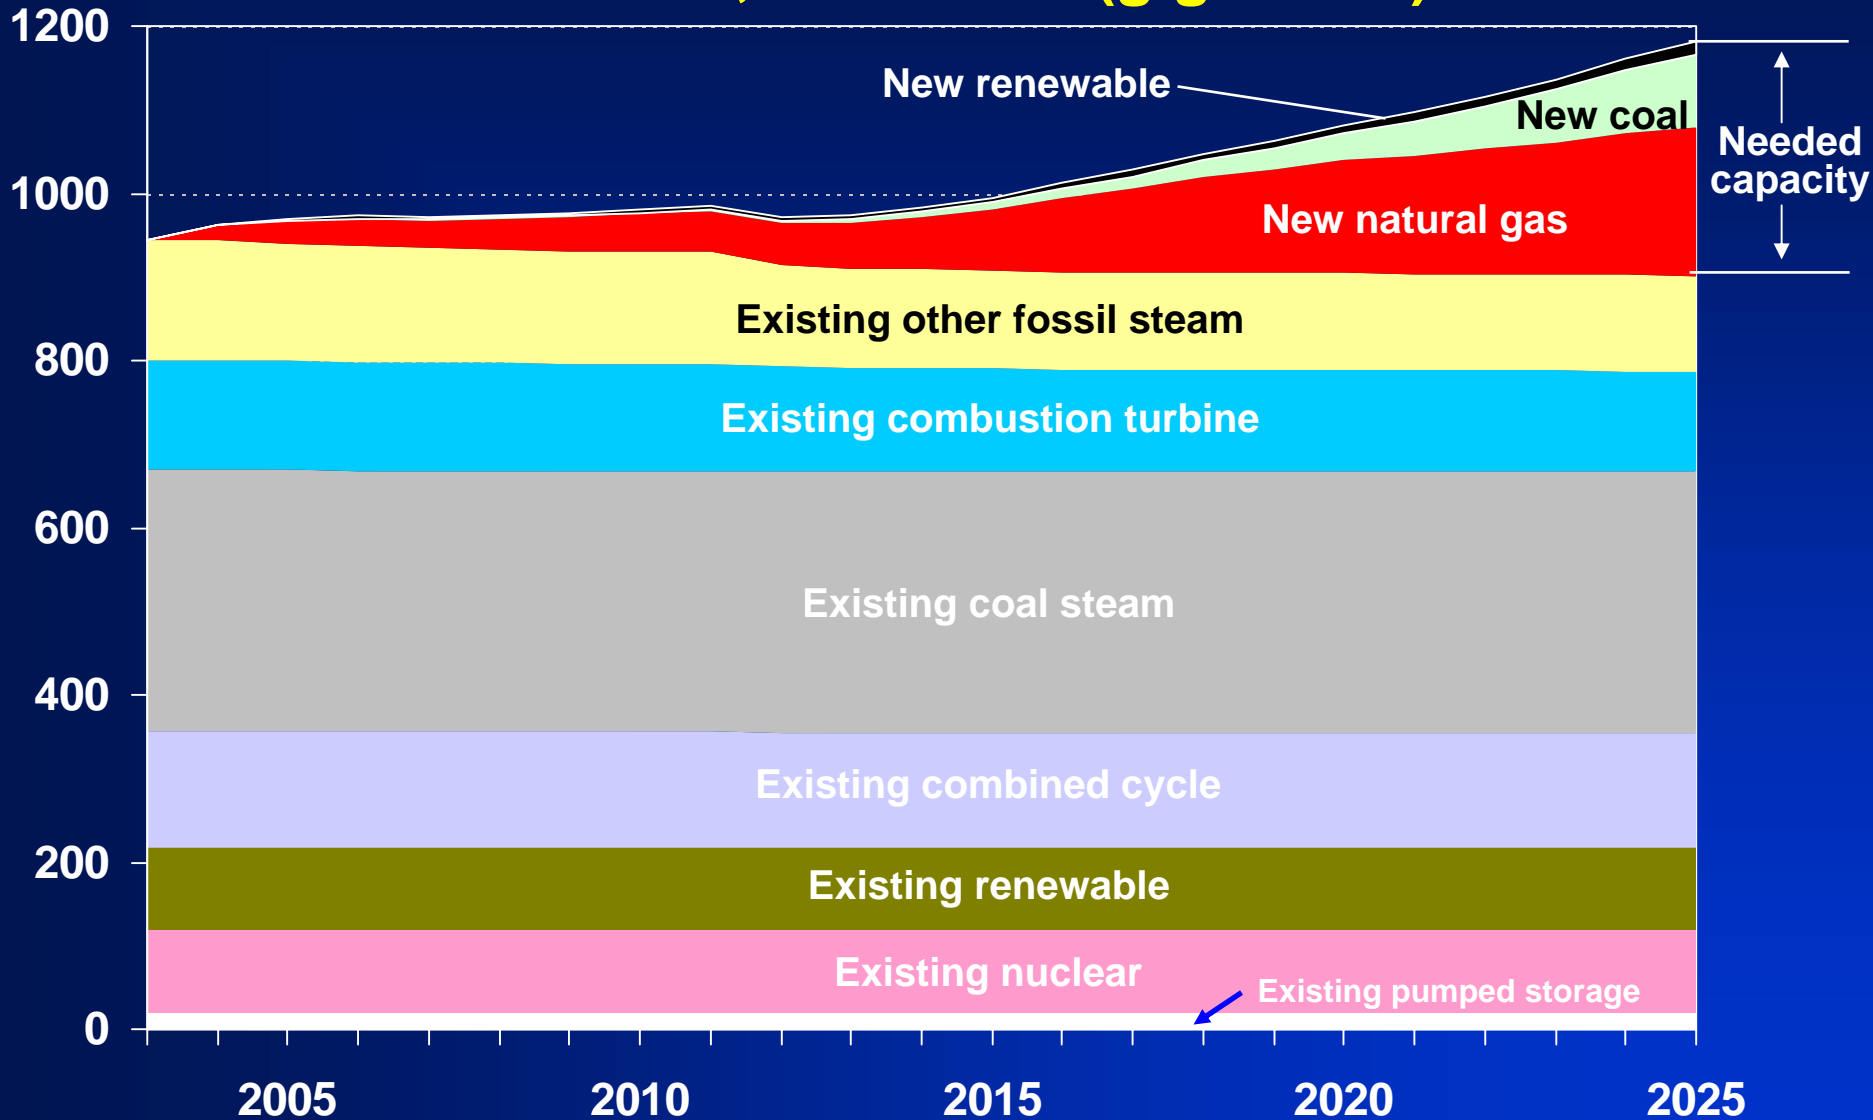 1200
1000
800
600
400
200
0
New renewable
New coal
Needed
capacity
New natural gas
Existing other fossil steam
Existing combustion turbine
Existing coal steam
Existing combined cycle
Existing renewable
Existing nuclear
Existing pumped storage
2005
2010
2015
2020
2025